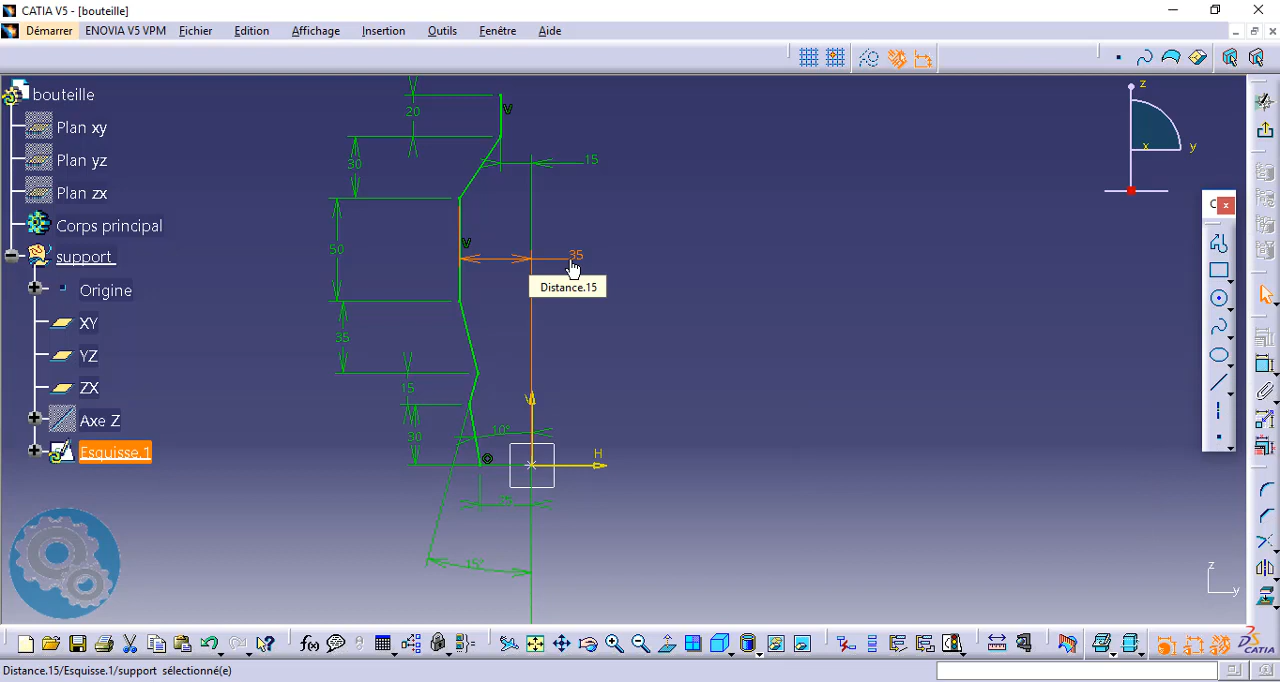 CATIA V5 - [bouteille]
Démarrer ENOVIA V5 VPM Fichier Edition Affichage Insertion Outils Fenêtre Aide
bouteille
Plan xy
Plan yz
Plan zx
Corps principal
support
Origine
XY
YZ
ZX
Axe Z
Esquisse.1
20
V
30
15
50
V
35
Distance.15
35
15
30
10°
V
H
15°
z
x
y
C...
z
y
f(x)
CATIA
Distance.15/Esquisse.1/support sélectionné(e)